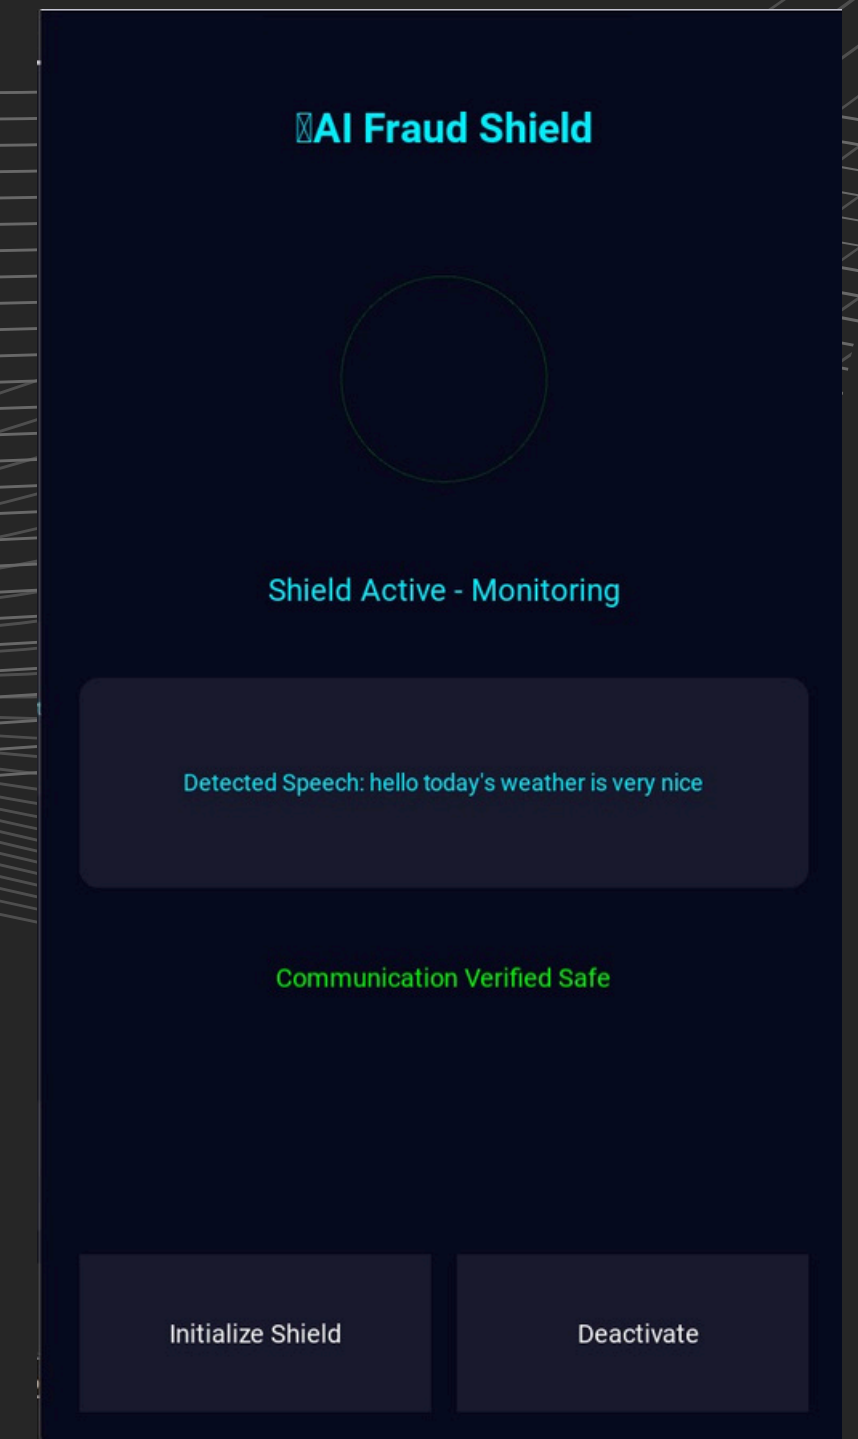 AI Fraud Shield
Shield Active - Monitoring
Detected Speech: hello today's weather is very nice
Communication Verified Safe
Initialize Shield
Deactivate